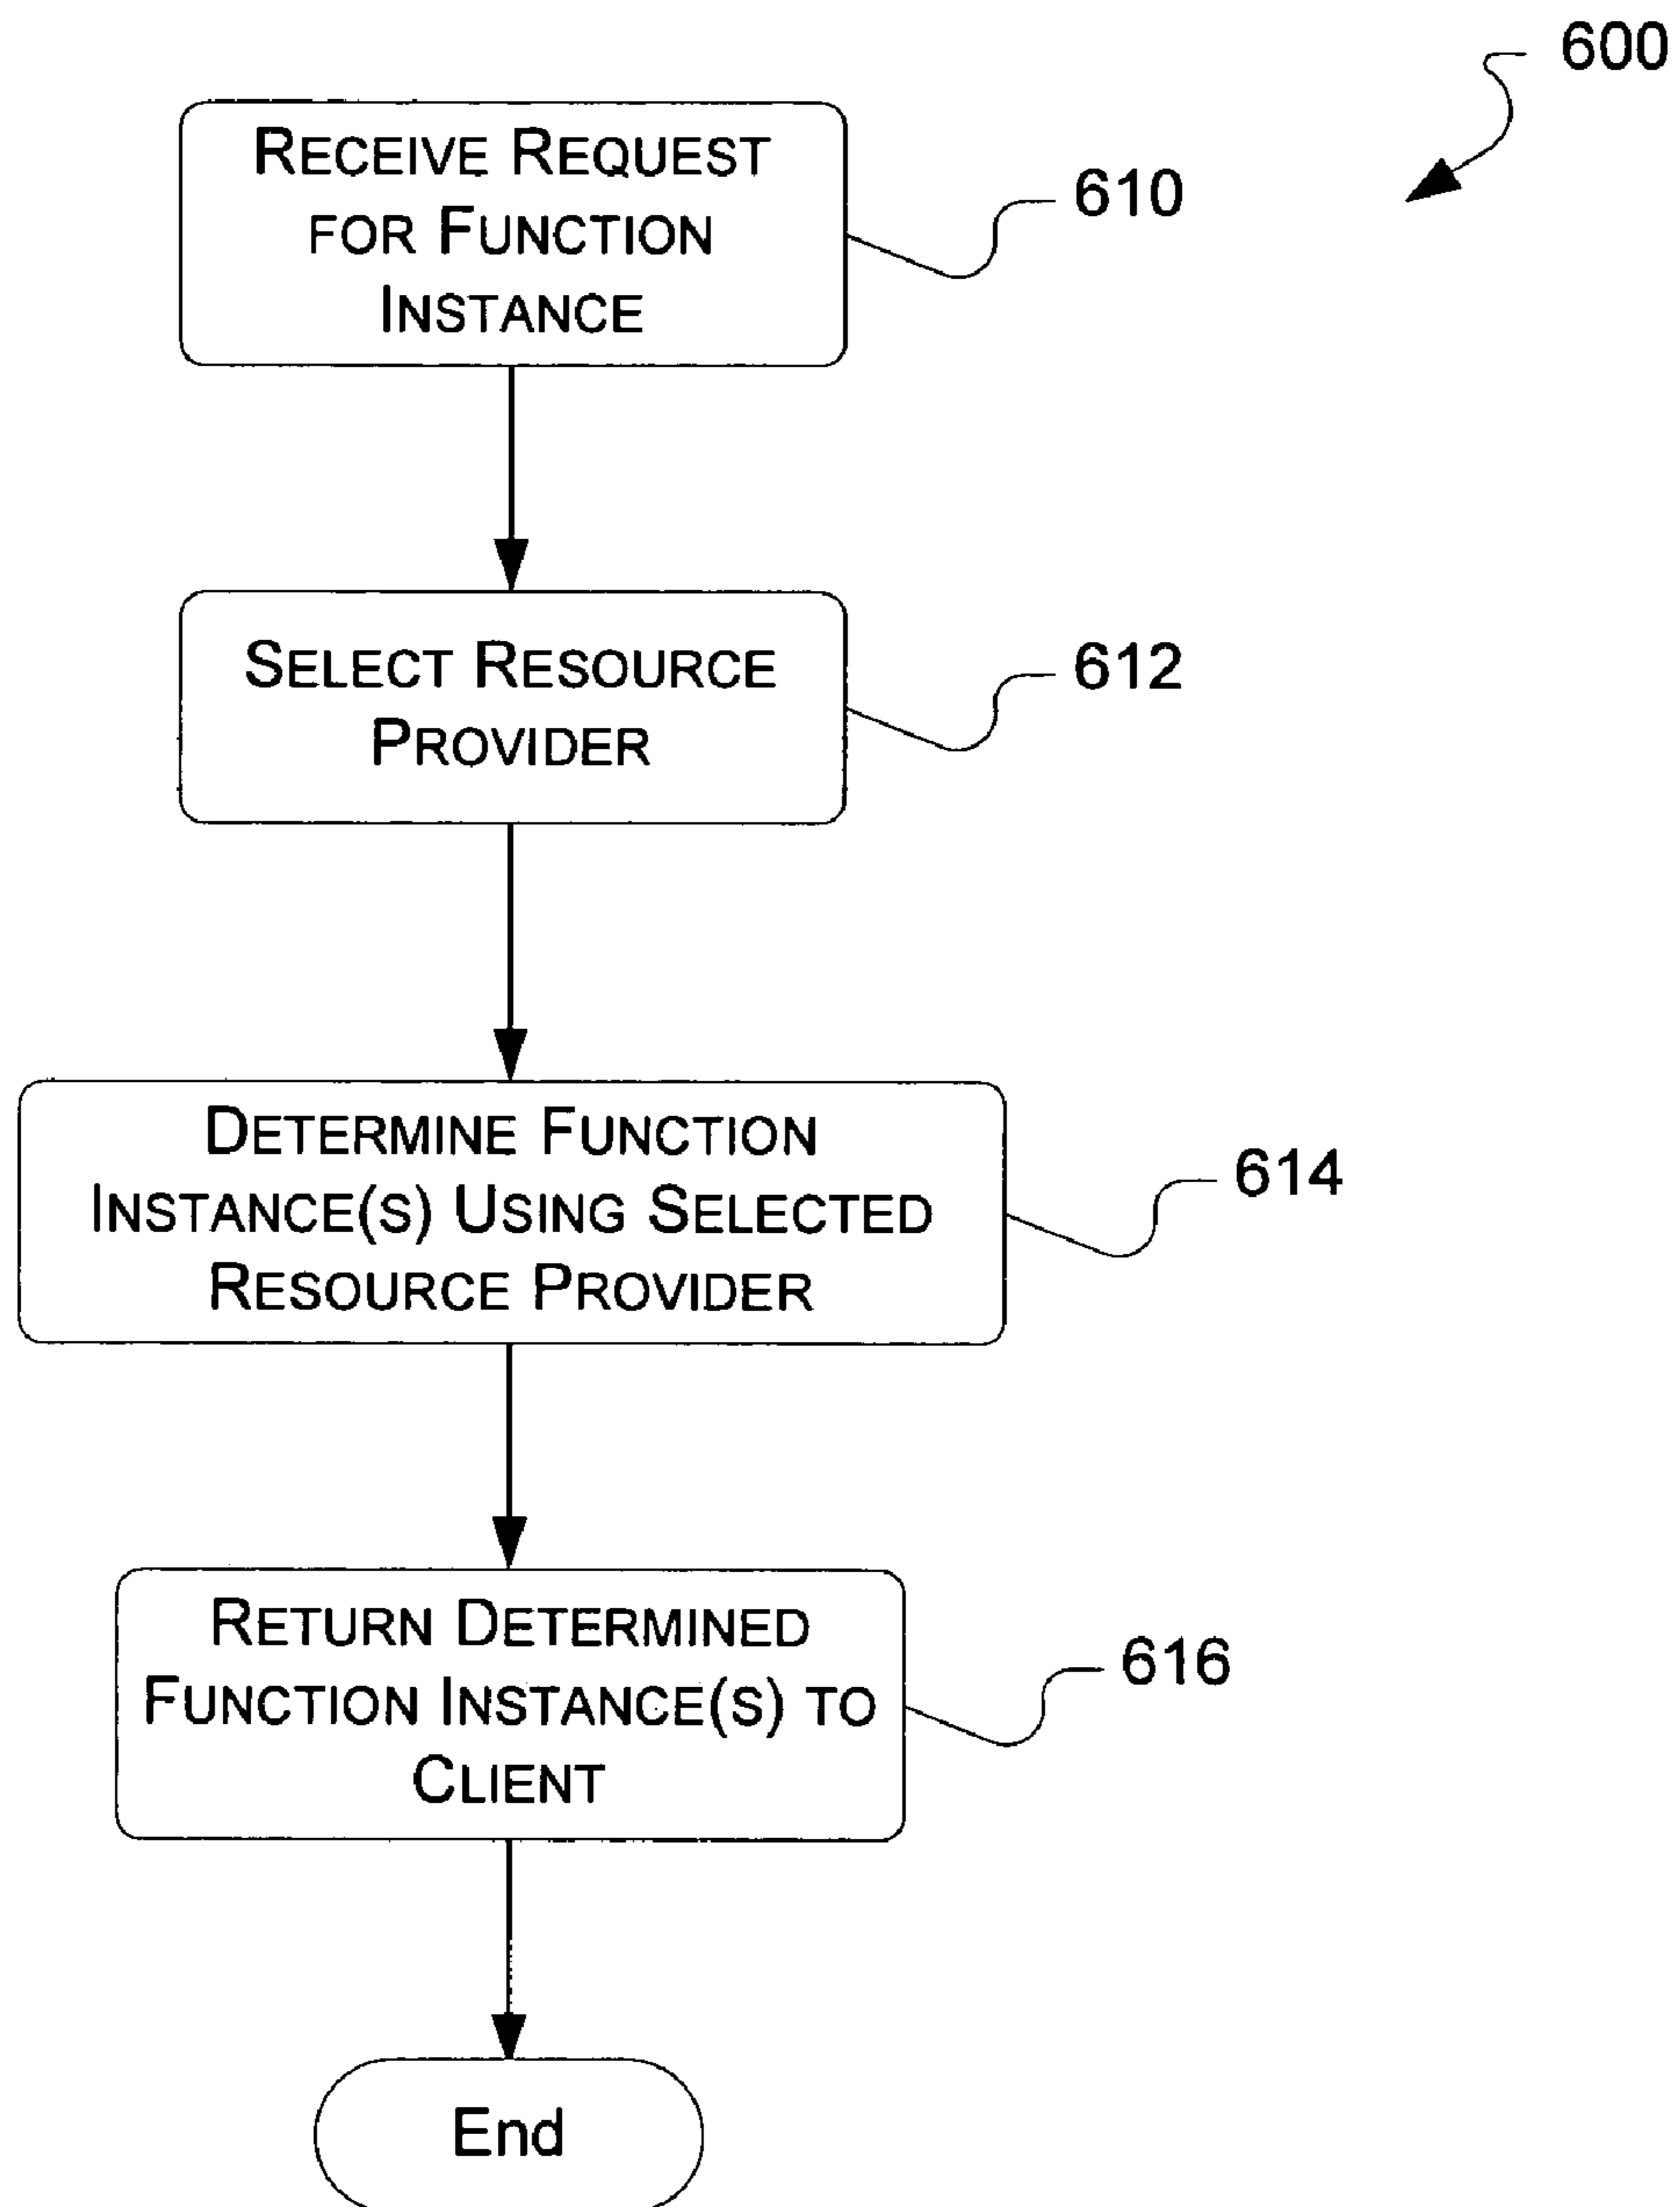 600
RECEIVE REQUEST
FOR FUNCTION
INSTANCE
610
SELECT RESOURCE
PROVIDER
612
DETERMINE FUNCTION
INSTANCE(S) USING SELECTED
RESOURCE PROVIDER
614
RETURN DETERMINED
FUNCTION INSTANCE(S) TO
CLIENT
616
End